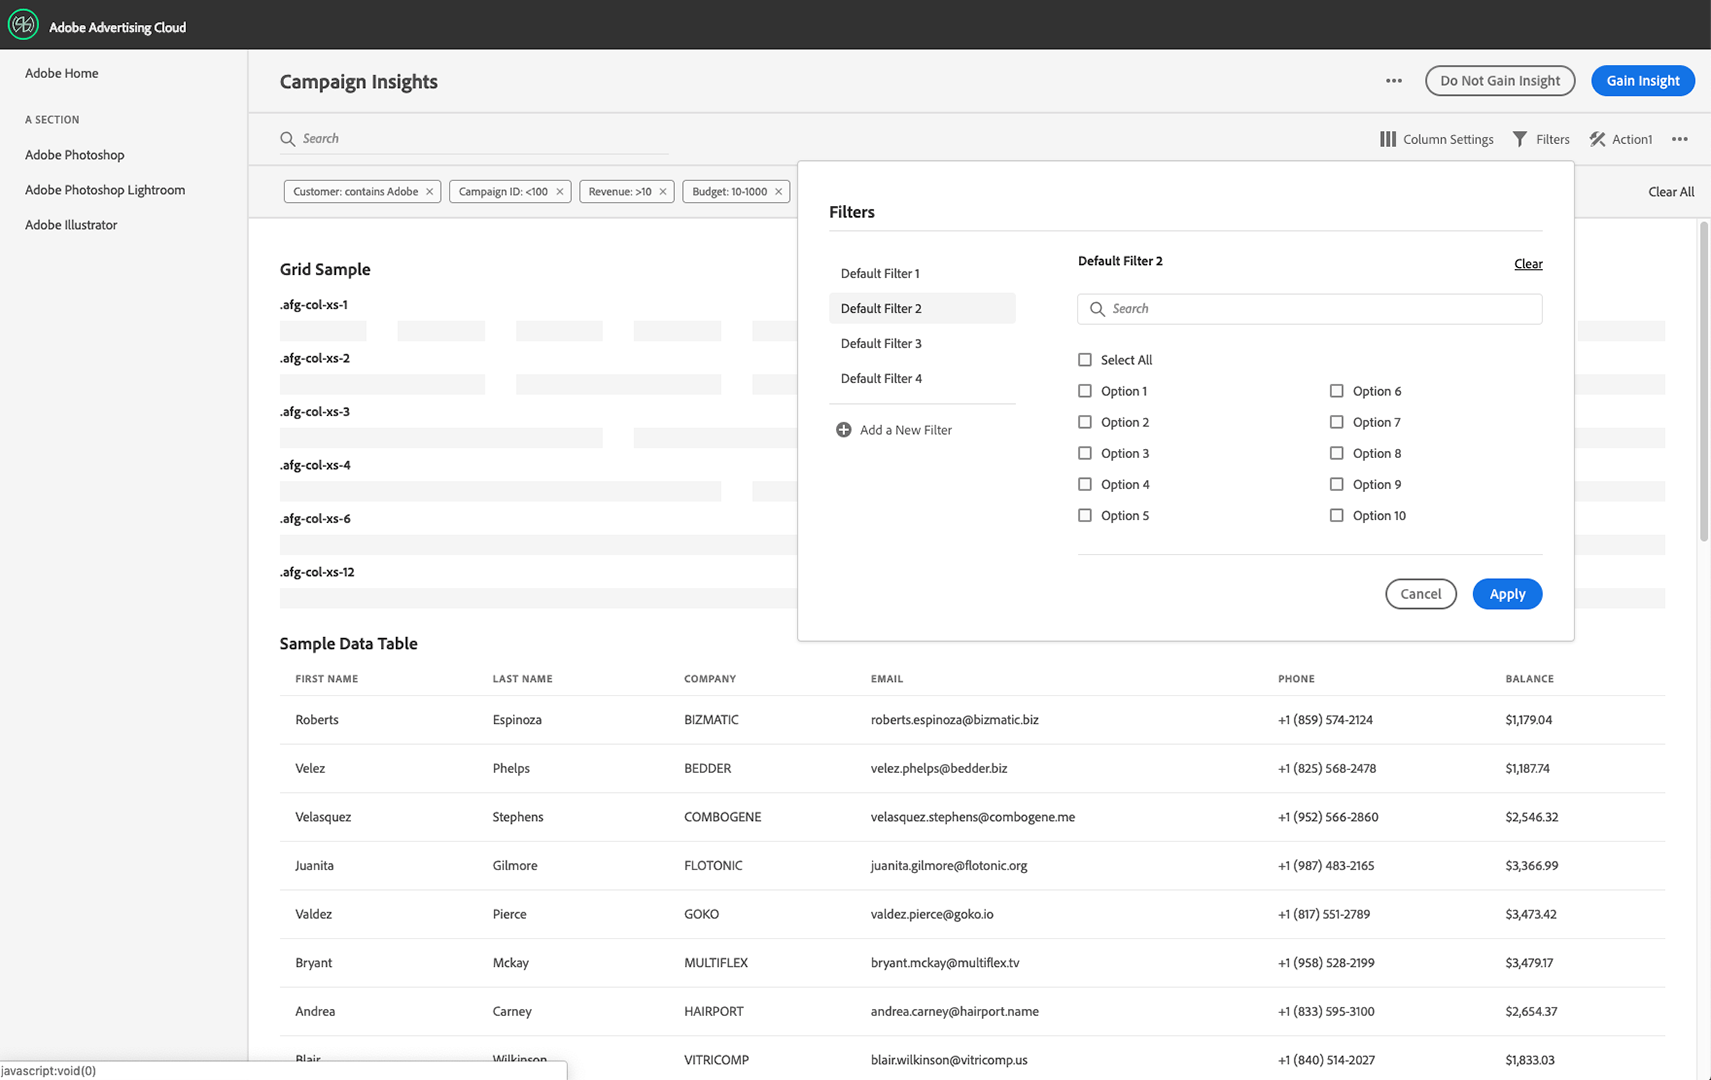 Adobe Advertising Cloud
Adobe Home
A SECTION
Adobe Photoshop
Adobe Photoshop Lightroom
Adobe Illustrator
Campaign Insights
Do Not Gain Insight
Gain Insight
Search
Column Settings
Filters
Action1
Customer: contains Adobe
Campaign ID: <100
Revenue: >10
Budget: 10-1000
Clear All
Filters
Default Filter 1
Default Filter 2
Default Filter 3
Default Filter 4
Add a New Filter
Default Filter 2
Clear
Search
Select All
Option 1
Option 2
Option 3
Option 4
Option 5
Option 6
Option 7
Option 8
Option 9
Option 10
Cancel
Apply
Grid Sample
.afg-col-xs-1
.afg-col-xs-2
.afg-col-xs-3
.afg-col-xs-4
.afg-col-xs-6
.afg-col-xs-12
Sample Data Table
FIRST NAME LAST NAME COMPANY EMAIL PHONE BALANCE
Roberts Espinoza BIZMATIC roberts.espinoza@bizmatic.biz +1 (859) 574-2124 $1,179.04
Velez Phelps BEDDER velez.phelps@bedder.biz +1 (825) 568-2478 $1,187.74
Velasquez Stephens COMBOGENE velasquez.stephens@combogene.me +1 (952) 566-2860 $2,546.32
Juanita Gilmore FLOTONIC juanita.gilmore@flotonic.org +1 (987) 483-2165 $3,366.99
Valdez Pierce GOKO valdez.pierce@goko.io +1 (817) 551-2789 $3,473.42
Bryant Mckay MULTIFLEX bryant.mckay@multiflex.tv +1 (958) 528-2199 $3,479.17
Andrea Carney HAIRPORT andrea.carney@hairport.name +1 (833) 595-3100 $2,654.37
Blair Wilkinson VITRICOMP blair.wilkinson@vitricomp.us +1 (840) 514-2027 $1,833.03
javascript:void(0)